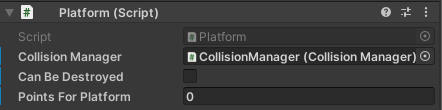 Platform (Script)
Script Platform
Collision Manager CollisionManager (Collision Manager)
Can Be Destroyed
Points For Platform 0